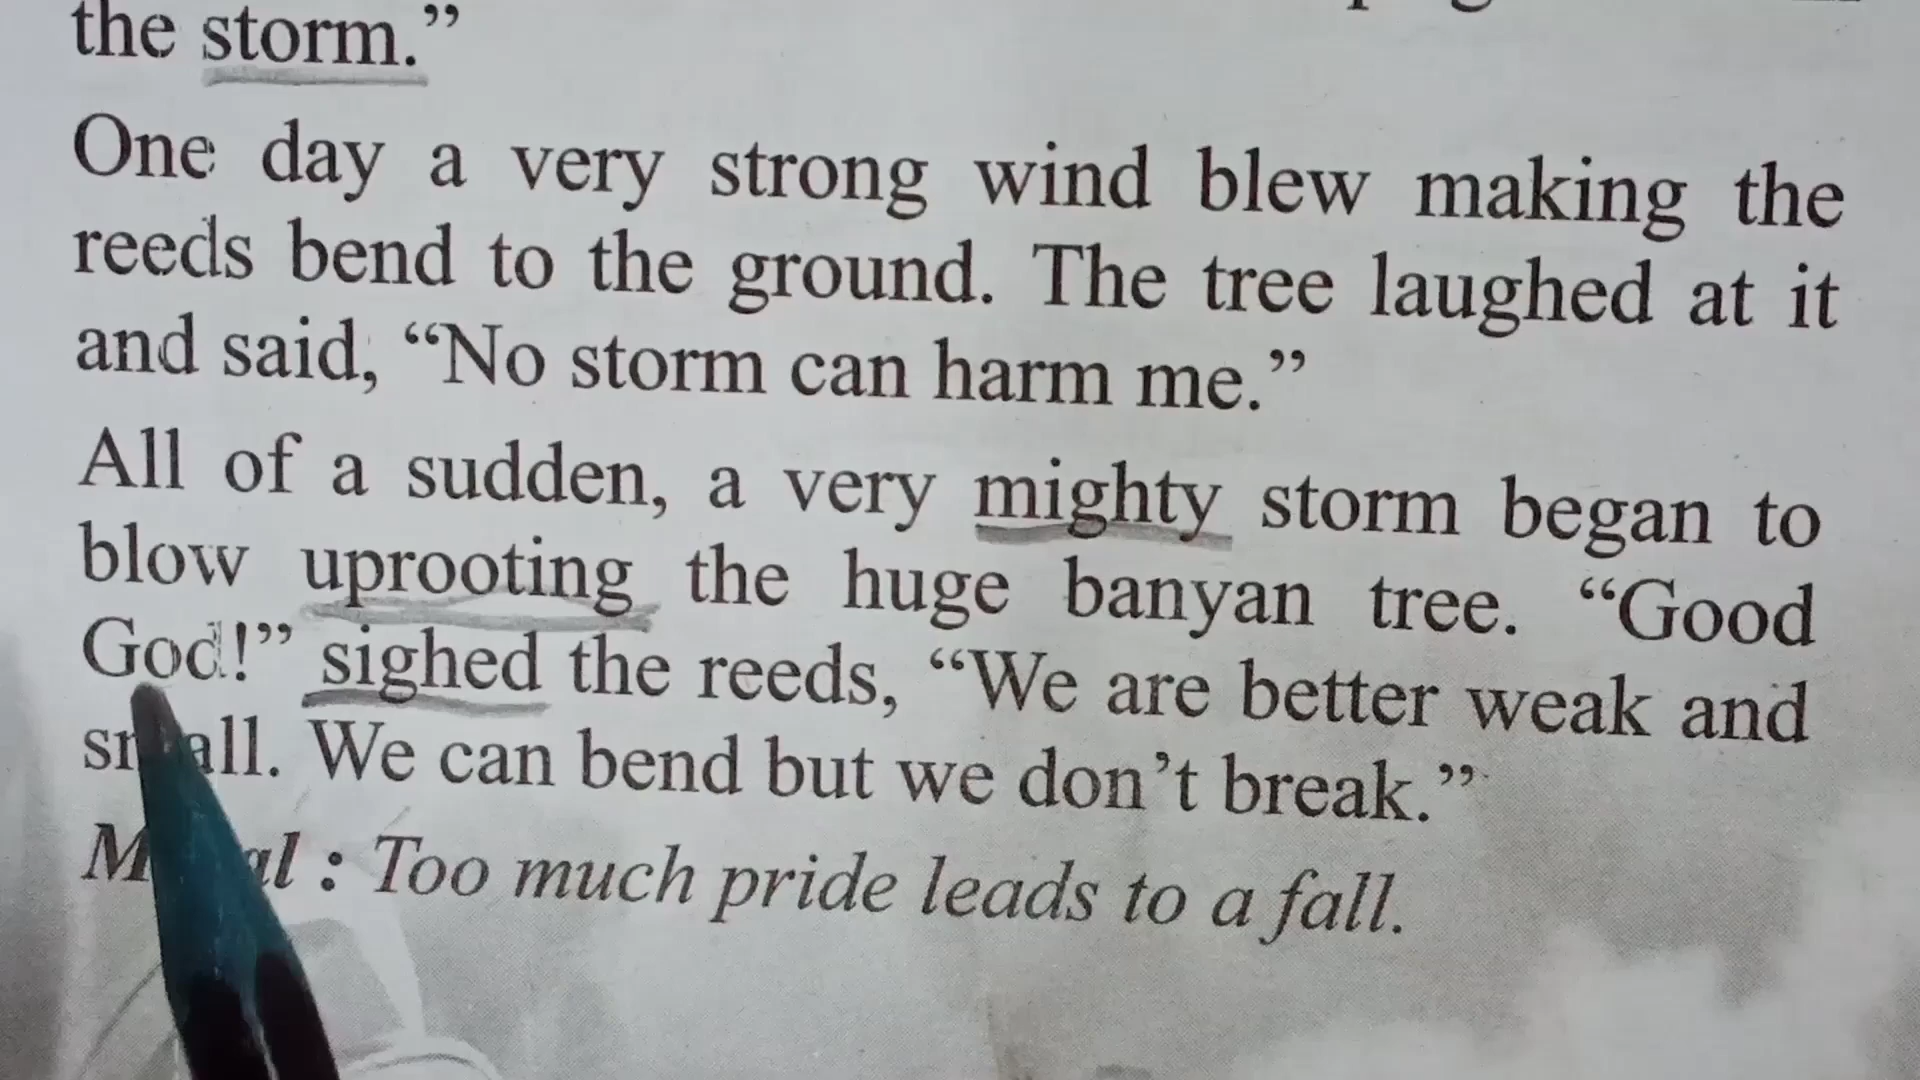 the storm.”
One day a very strong wind blew making the
reeds bend to the ground. The tree laughed at it
and said, “No storm can harm me.”
All of a sudden, a very mighty storm began to
blow uprooting the huge banyan tree. “Good
God!” sighed the reeds, “We are better weak and
small. We can bend but we don’t break.”
Moral : Too much pride leads to a fall.